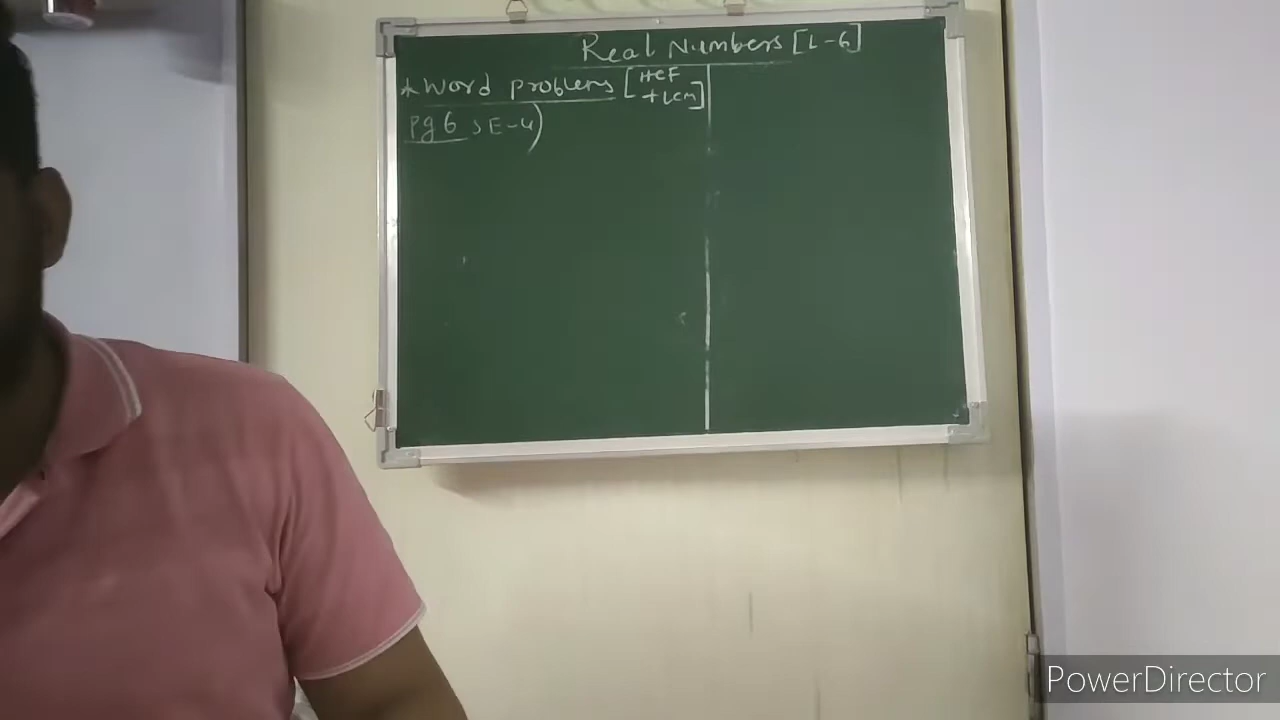 Real Numbers [L-6]
* Word problems [HCF + LCM]
Pg 6 SE-4)
PowerDirector